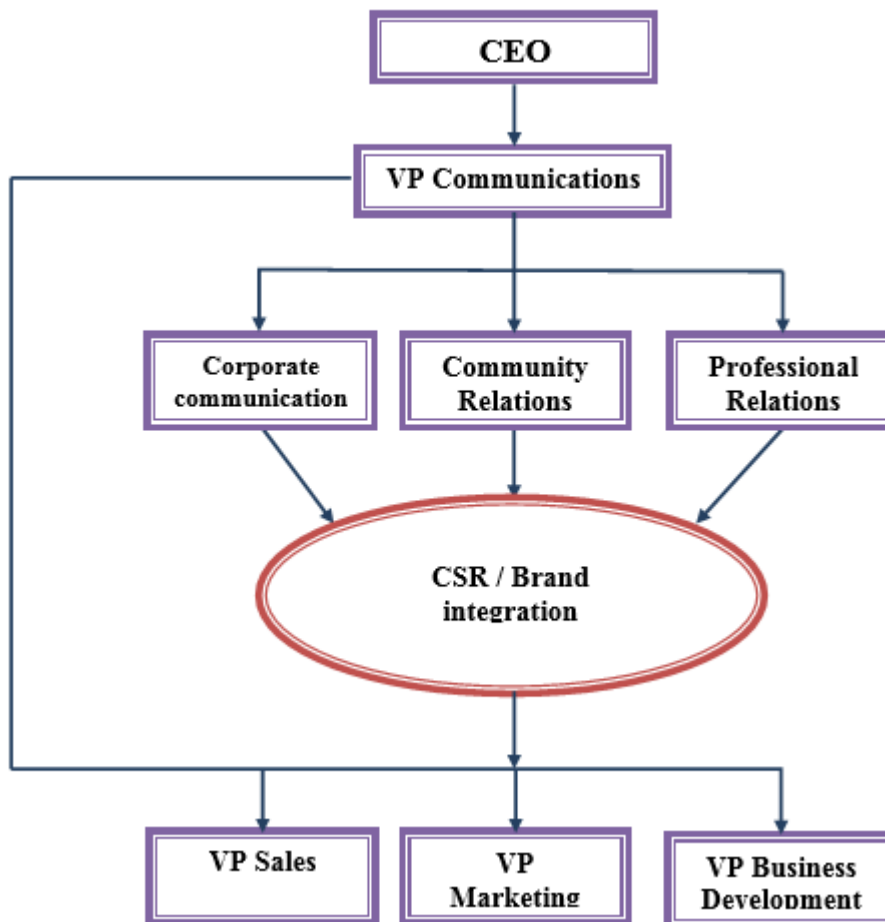 CEO
VP Communications
Corporate
communication
Community
Relations
Professional
Relations
CSR / Brand
integration
VP Sales
VP
Marketing
VP Business
Development